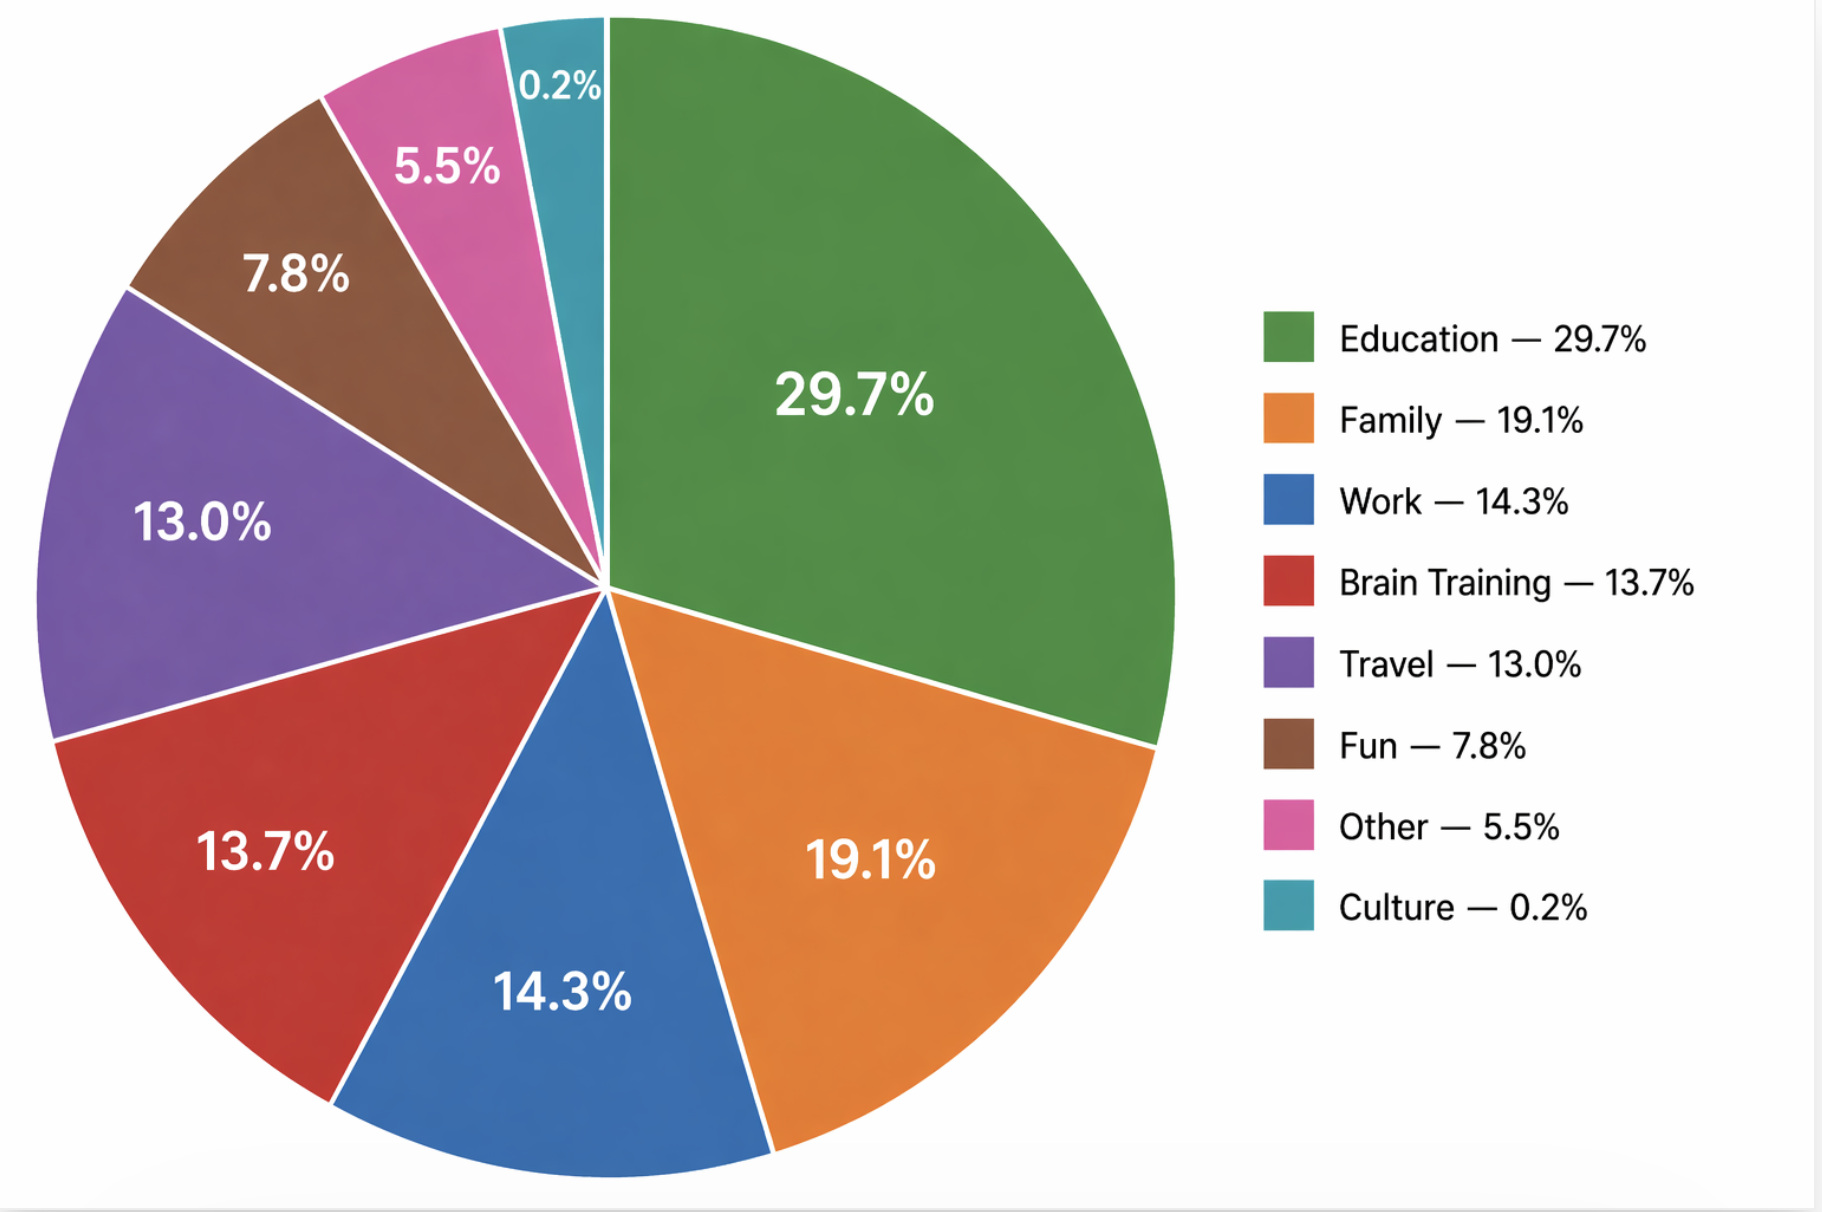 0.2%
5.5%
7.8%
29.7%
13.0%
13.7%
19.1%
14.3%
Education — 29.7%
Family — 19.1%
Work — 14.3%
Brain Training — 13.7%
Travel — 13.0%
Fun — 7.8%
Other — 5.5%
Culture — 0.2%